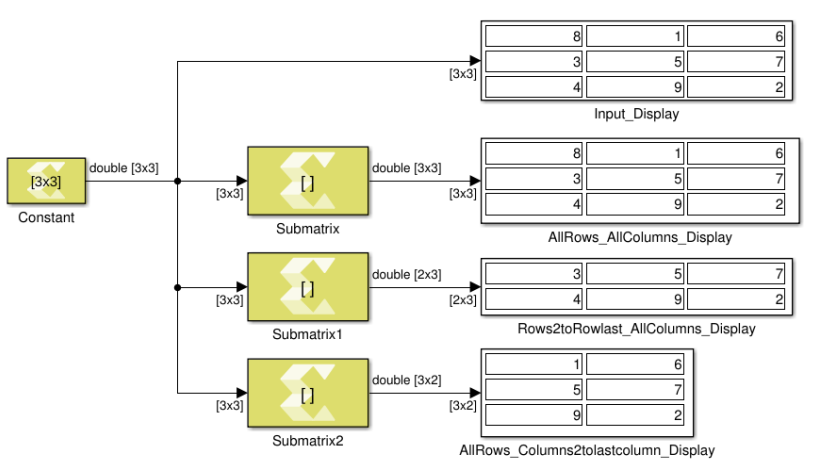 8 1 6
3 5 7
4 9 2
[3x3]
Input_Display
[3x3]
double [3x3]
Constant
[3x3]
[ ]
double [3x3]
Submatrix
[3x3]
8 1 6
3 5 7
4 9 2
AllRows_AllColumns_Display
[3x3]
[ ]
double [2x3]
Submatrix1
[2x3]
3 5 7
4 9 2
Rows2toRowlast_AllColumns_Display
[3x3]
[ ]
double [3x2]
Submatrix2
[3x2]
1 6
5 7
9 2
AllRows_Columns2tolastcolumn_Display